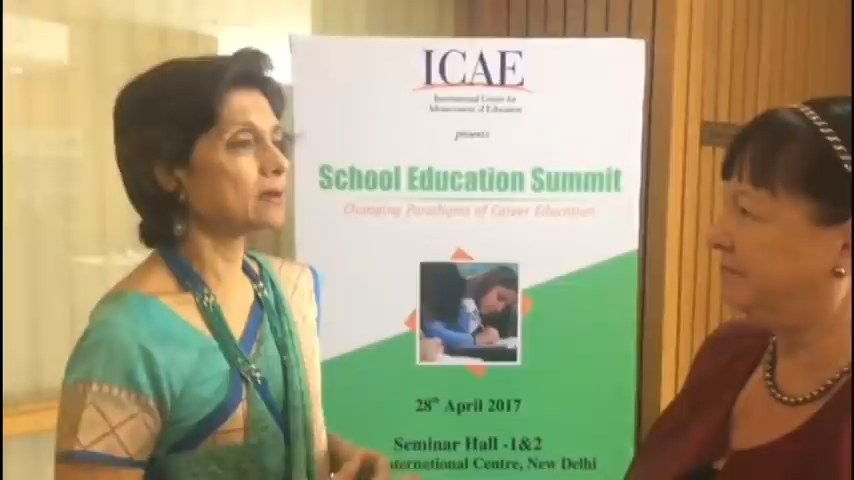 ICAE
International Centre for
Advancement of Education
presents
School Education Summit
Changing Paradigms of Career Education
28th April 2017
Seminar Hall -1&2
International Centre, New Delhi